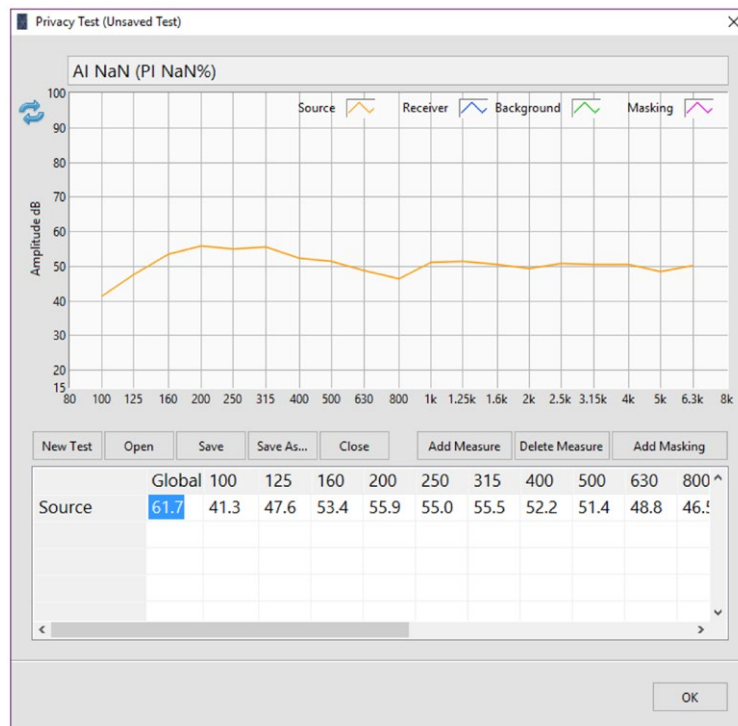 Privacy Test (Unsaved Test)
AI NaN (PI NaN%)
Source Receiver Background Masking
Amplitude dB
100
90
80
70
60
50
40
30
20
15
80 100 125 160 200 250 315 400 500 630 800 1k 1.25k 1.6k 2k 2.5k 3.15k 4k 5k 6.3k 8k
New Test Open Save Save As... Close Add Measure Delete Measure Add Masking
Global 100 125 160 200 250 315 400 500 630 800
Source 61.7 41.3 47.6 53.4 55.9 55.0 55.5 52.2 51.4 48.8 46.5
OK